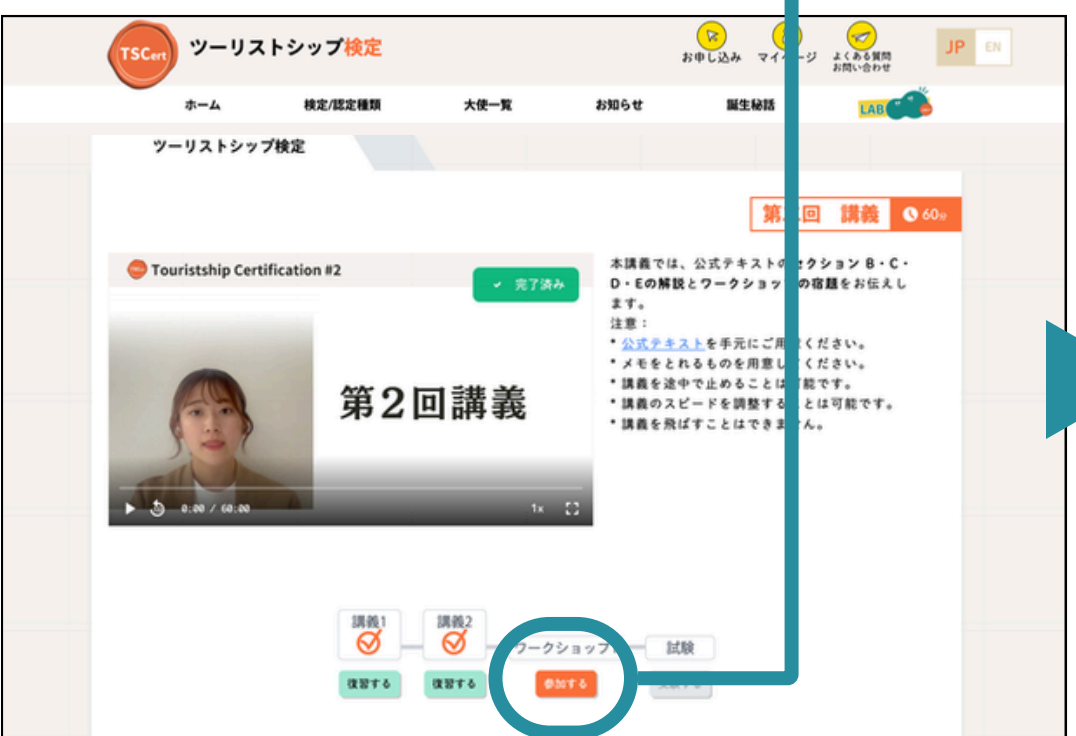 TSCert
ツーリストシップ検定
お申し込み
マイ ージ
よくある質問
お問い合わせ
JP
EN
ホーム
検定/認定種類
大使一覧
お知らせ
誕生秘話
LAB
ツーリストシップ検定
第 回 講義
60分
Touristship Certification #2
完了済み
第2回講義
0:00 / 60:00
1x
本講義では、公式テキストの セクション B・C・
D・Eの解説とワークショッ の宿題をお伝えし
ます。
注意：
* 公式テキストを手元にご用 ください。
* メモをとれるものを用意し ください。
* 講義を途中で止めることは 可能です。
* 講義のスピードを調整する ことは可能です。
* 講義を飛ばすことはできま ん。
講義1
講義2
ワークショップ
試験
復習する
復習する
参加する